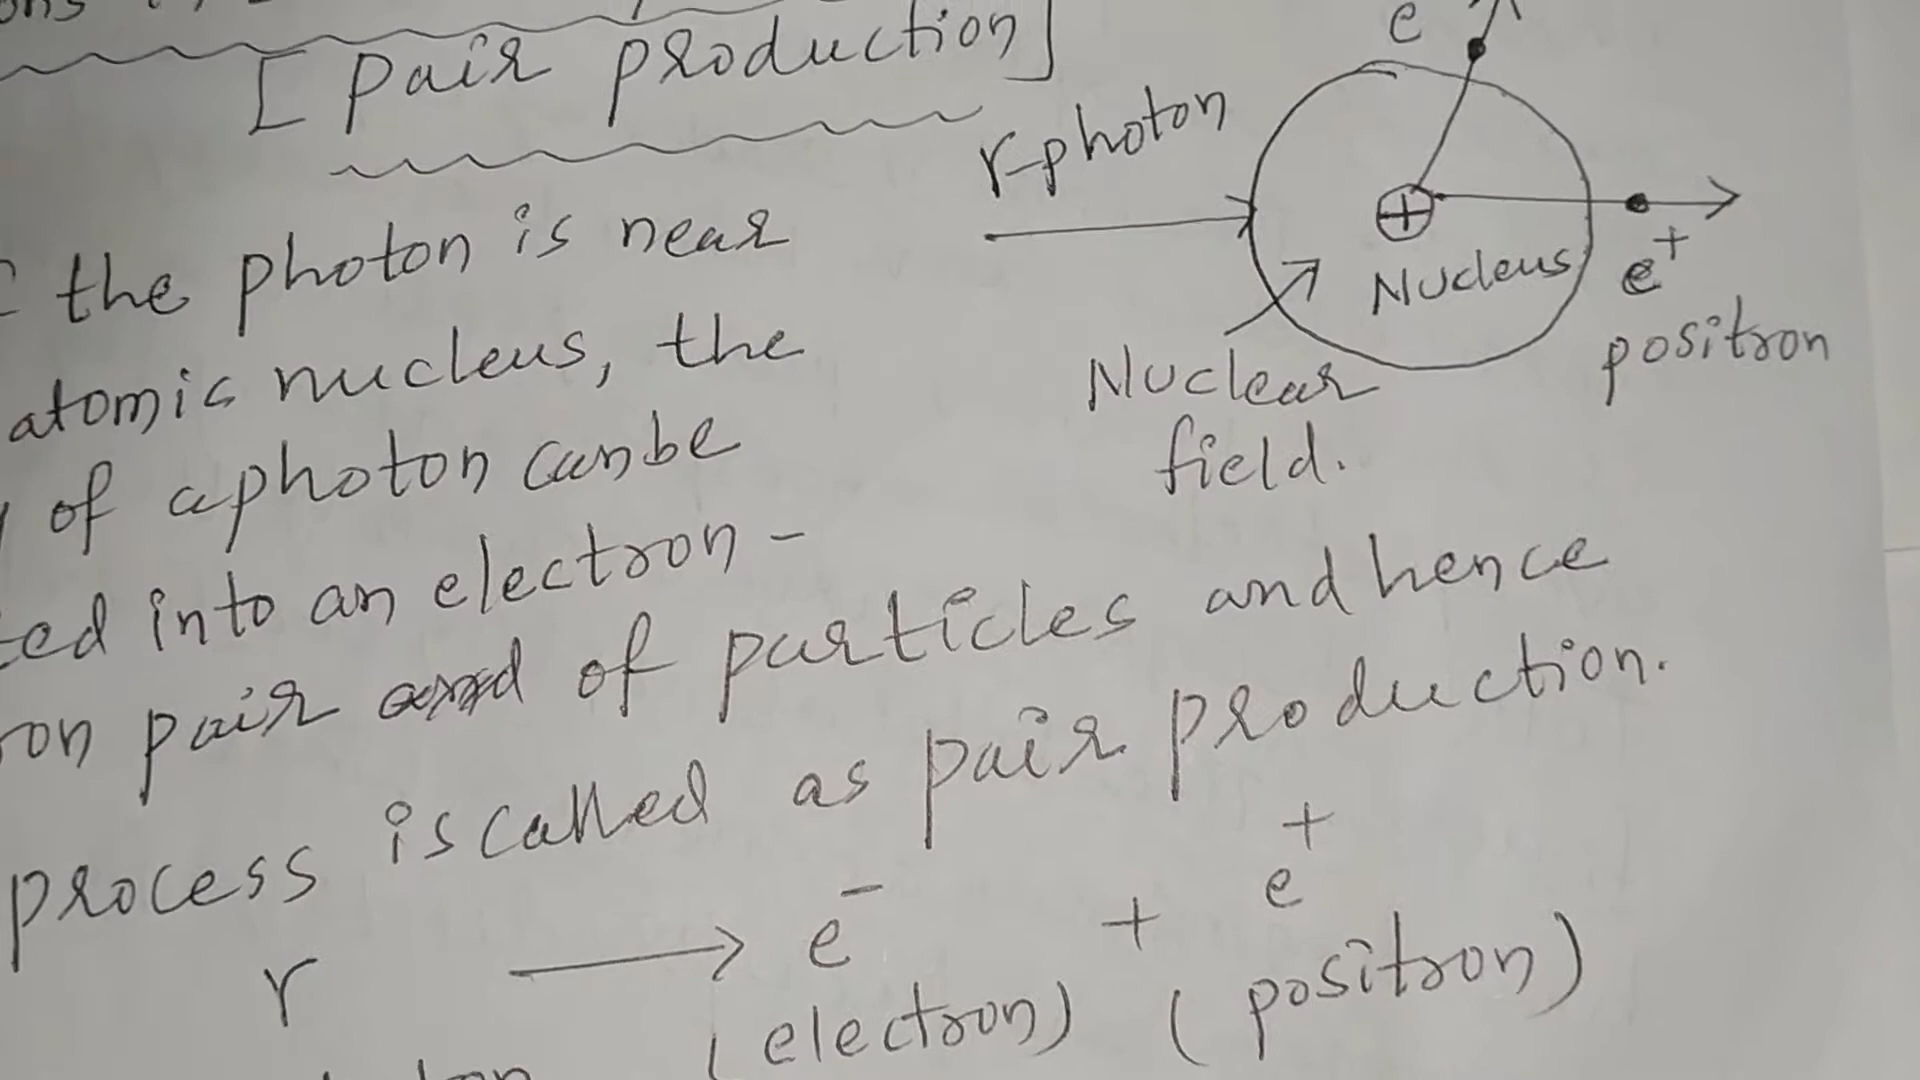 [Pair production]
e
γ-photon
the photon is near
Nucleus
e+
positron
atomic nucleus, the
Nuclear
field.
of a photon can be
ted into an electron -
on pair of particles and hence
process is called as pair production.
γ → e- + e+
(electron) (positron)